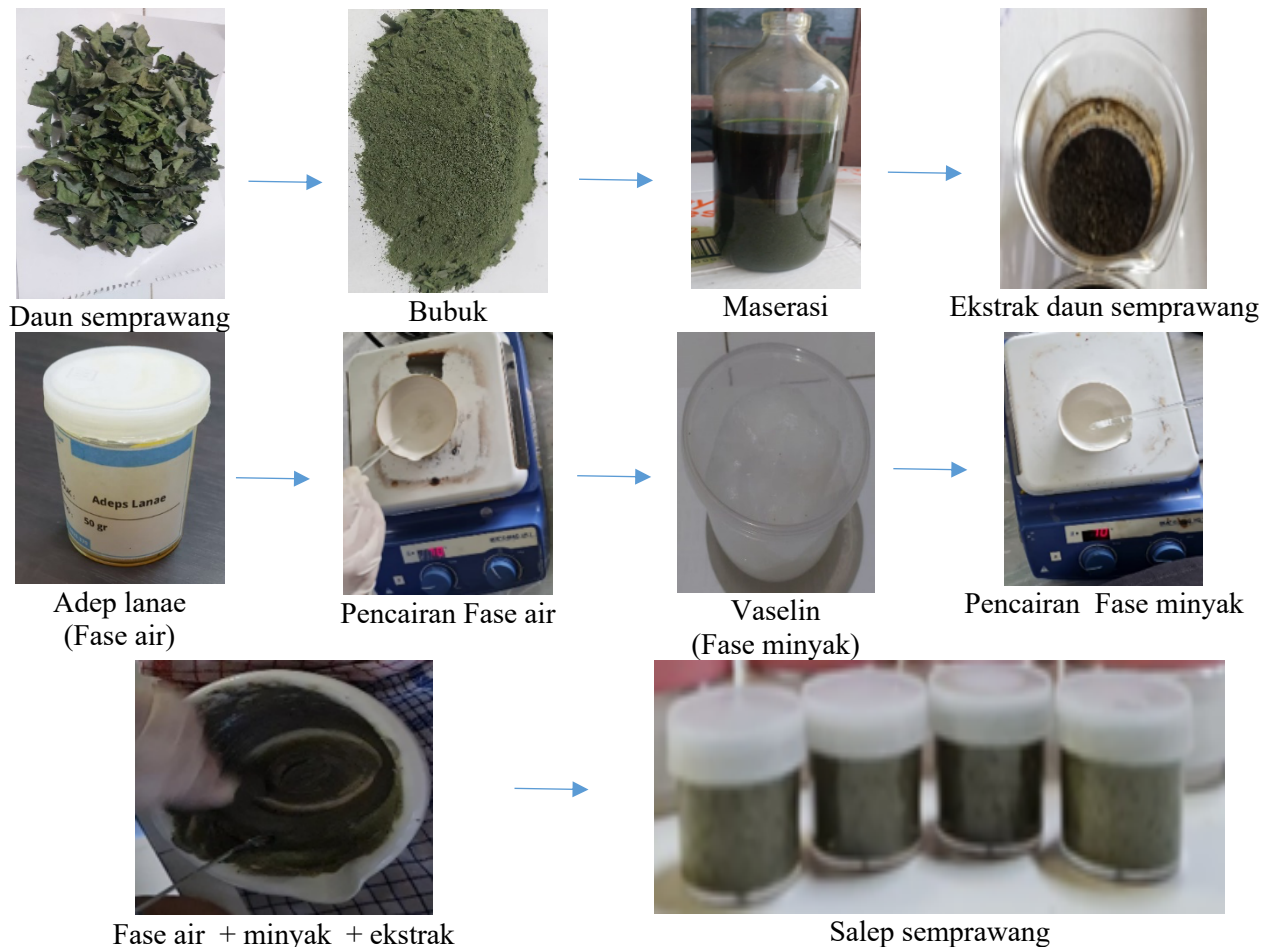 Daun semprawang
Bubuk
Maserasi
Ekstrak daun semprawang
Adeps Lanae
50 gr
Adep lanae
(Fase air)
Pencairan Fase air
Vaselin
(Fase minyak)
Pencairan Fase minyak
Fase air + minyak + ekstrak
Salep semprawang